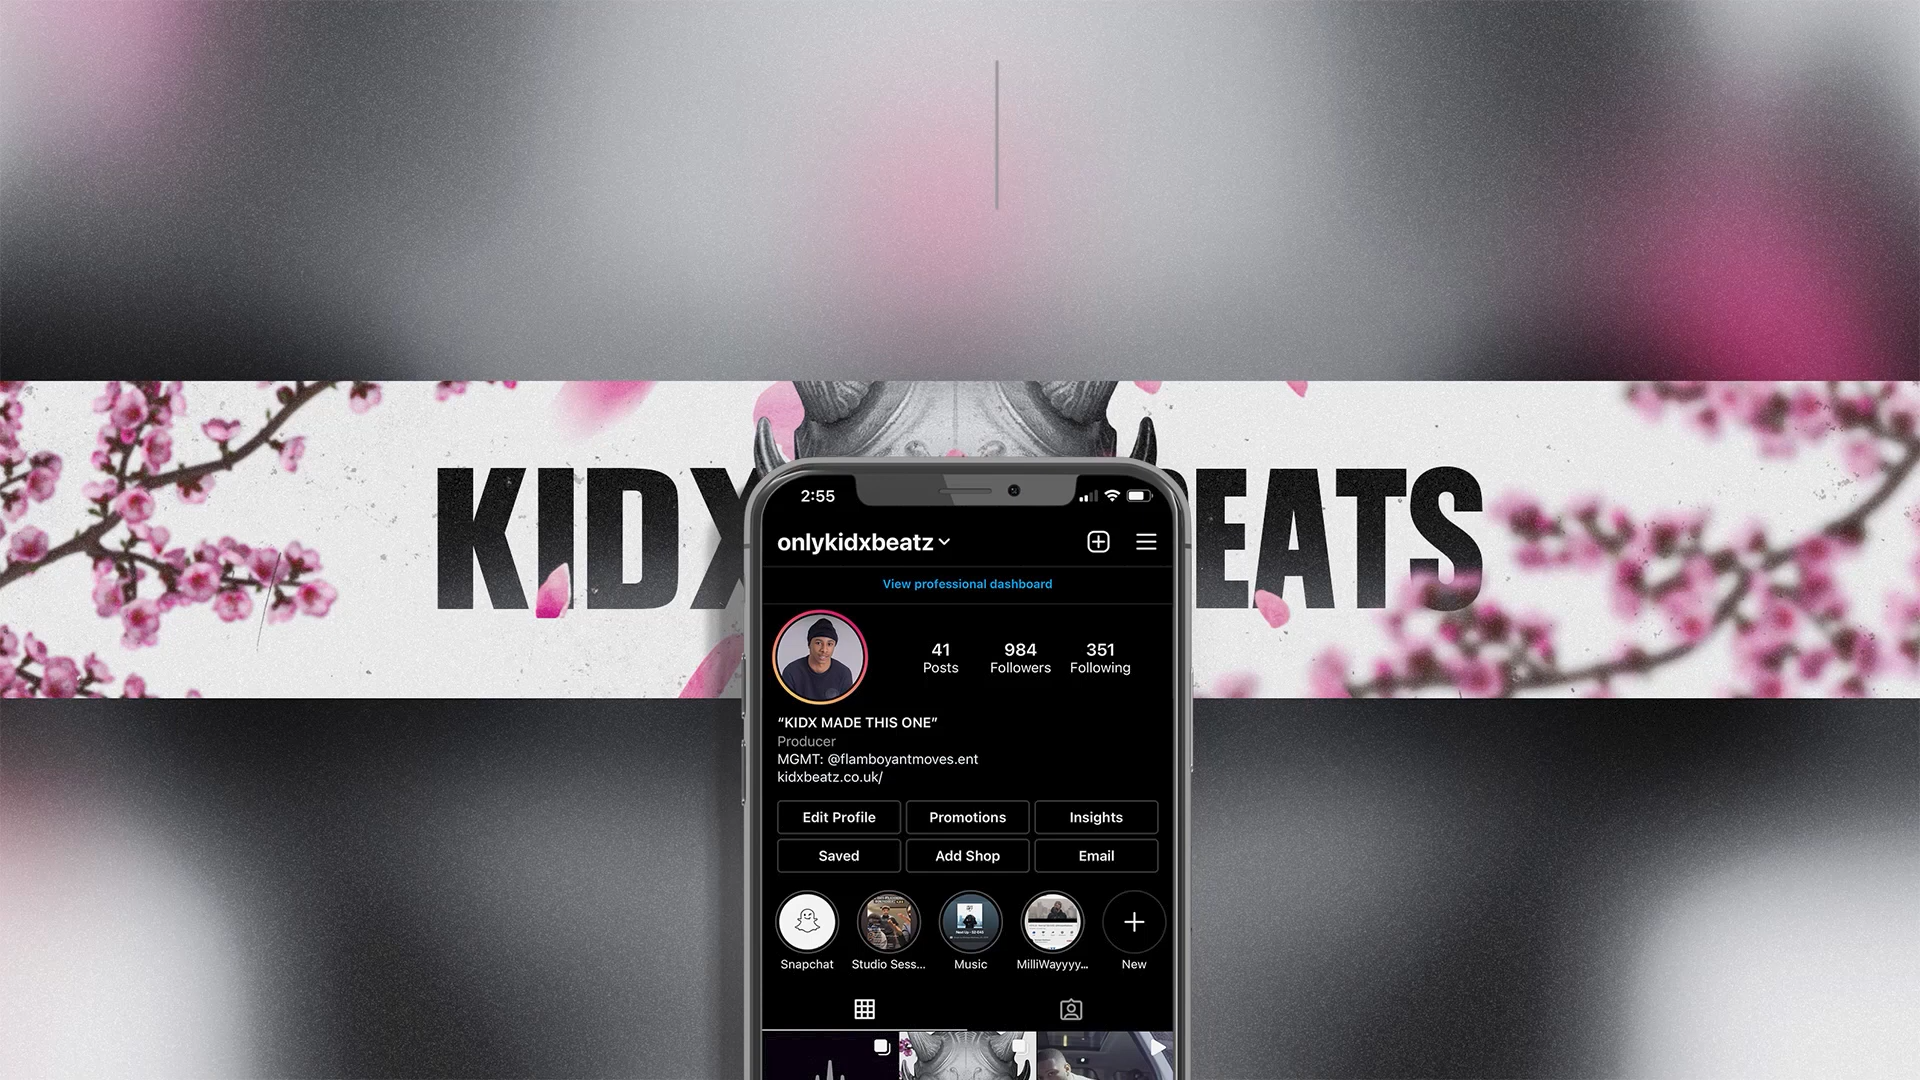 KIDX BEATS
2:55
onlykidxbeatz
View professional dashboard
41 984 351
Posts Followers Following
“KIDX MADE THIS ONE”
Producer
MGMT: @flamboyantmoves.ent
kidxbeatz.co.uk/
Edit Profile Promotions Insights
Saved Add Shop Email
Snapchat Studio Sess... Music MilliWayyyy... New